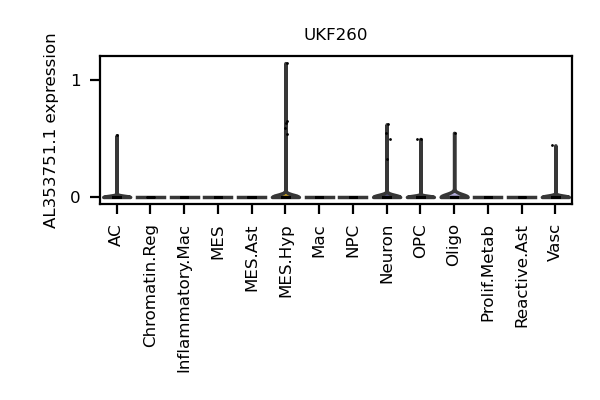 UKF260
AL353751.1 expression
1
0
AC
Chromatin.Reg
Inflammatory.Mac
MES
MES.Ast
MES.Hyp
Mac
NPC
Neuron
OPC
Oligo
Prolif.Metab
Reactive.Ast
Vasc